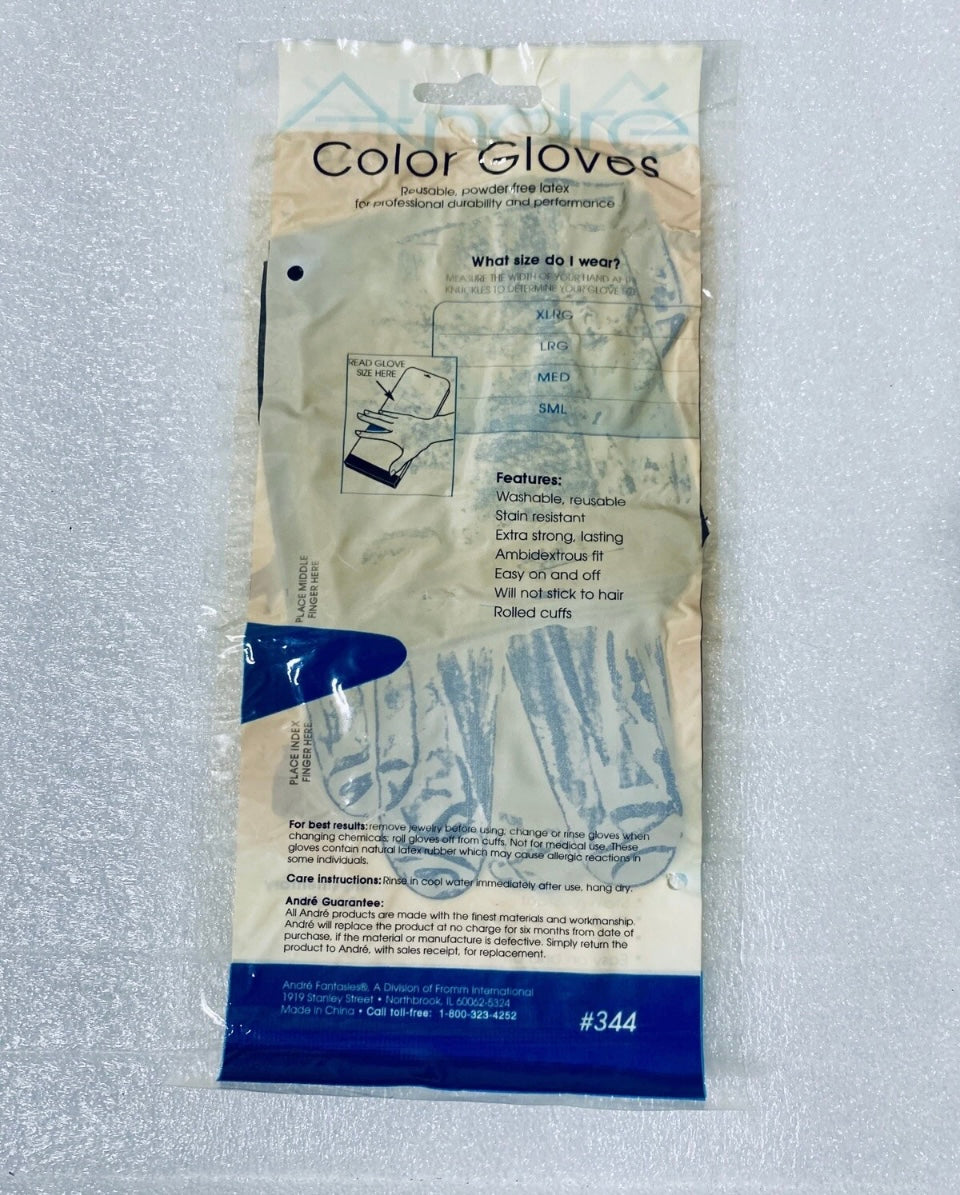 André
Color Gloves
Reusable, powder free latex
for professional durability and performance
What size do I wear?
MEASURE THE WIDTH OF YOUR HAND AT
KNUCKLES TO DETERMINE YOUR GLOVE
XLRG
LRG
MED
SML
READ GLOVE
SIZE HERE
Features:
Washable, reusable
Stain resistant
Extra strong, lasting
Ambidextrous fit
Easy on and off
Will not stick to hair
Rolled cuffs
PLACE MIDDLE
FINGER HERE
PLACE INDEX
FINGER HERE
For best results: remove jewelry before using, change or rinse gloves when
changing chemicals; roll gloves off from cuffs. Not for medical use. These
gloves contain natural latex rubber which may cause allergic reactions in
some individuals.
Care instructions: Rinse in cool water immediately after use, hang dry.
André Guarantee:
All André products are made with the finest materials and workmanship.
André will replace the product at no charge for six months from date of
purchase, if the material or manufacture is defective. Simply return the
product to André, with sales receipt, for replacement.
André Fantasies®, A Division of Fromm International
1919 Stanley Street • Northbrook, IL 60062-5324
Made in China • Call toll-free: 1-800-323-4252
#344